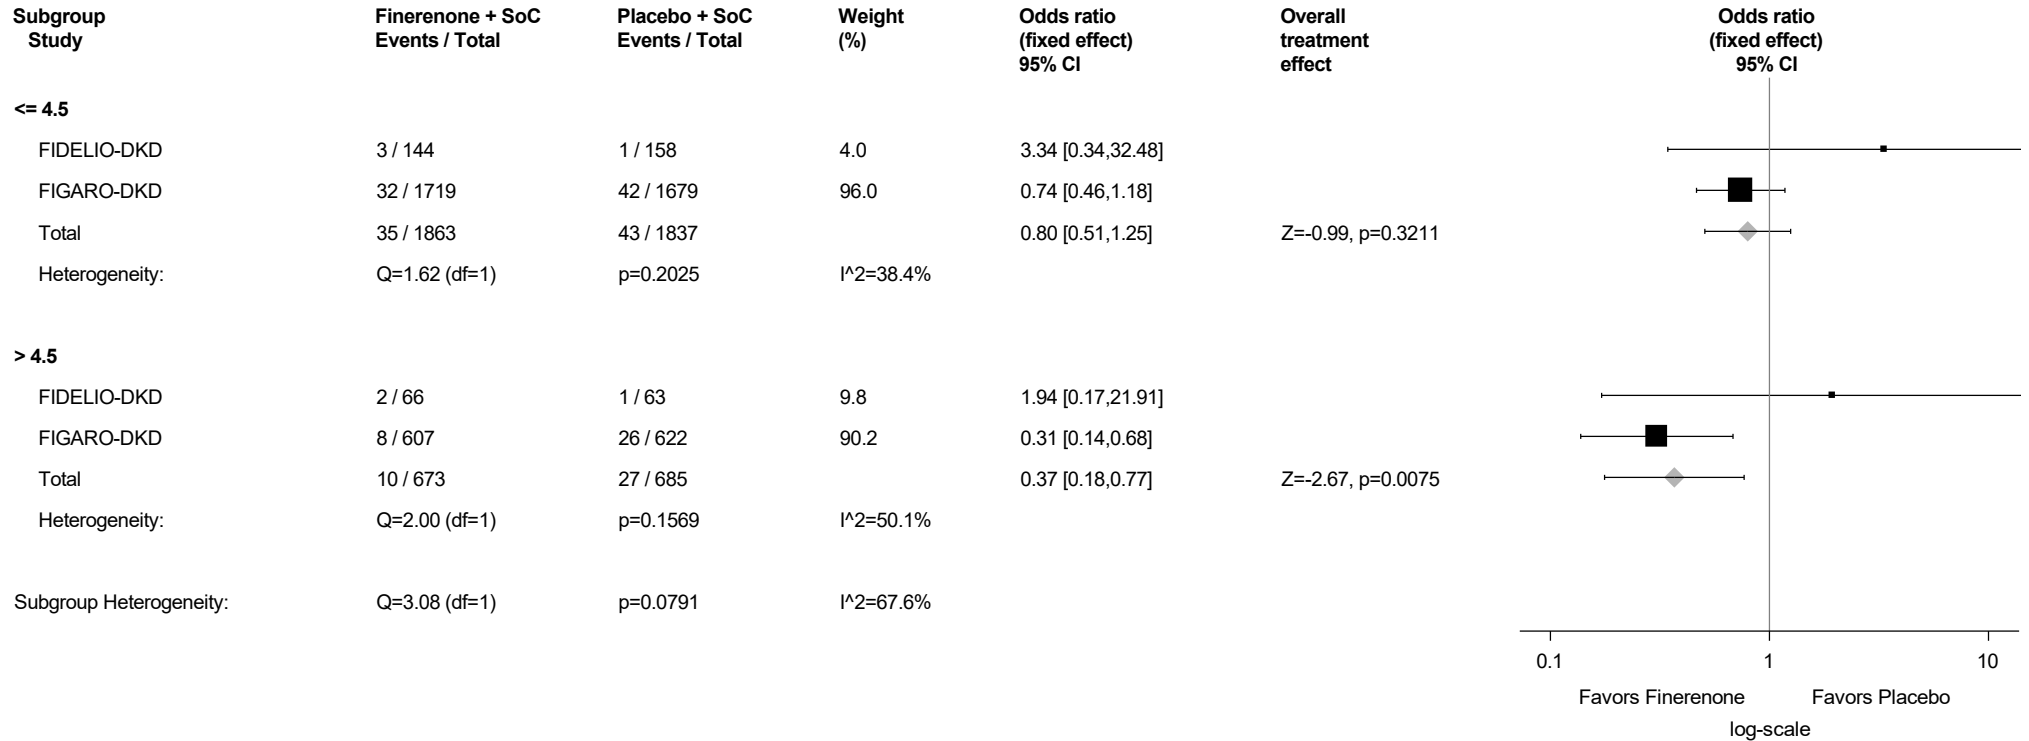 Subgroup Finerenone + SoC Placebo + SoC Weight Odds ratio Overall Odds ratio
Study Events / Total Events / Total (%) (fixed effect) treatment (fixed effect)
95% CI effect 95% CI
<= 4.5
FIDELIO-DKD 3 / 144 1 / 158 4.0 3.34 [0.34,32.48]
FIGARO-DKD 32 / 1719 42 / 1679 96.0 0.74 [0.46,1.18]
Total 35 / 1863 43 / 1837 0.80 [0.51,1.25] Z=-0.99, p=0.3211
Heterogeneity: Q=1.62 (df=1) p=0.2025 I^2=38.4%
> 4.5
FIDELIO-DKD 2 / 66 1 / 63 9.8 1.94 [0.17,21.91]
FIGARO-DKD 8 / 607 26 / 622 90.2 0.31 [0.14,0.68]
Total 10 / 673 27 / 685 0.37 [0.18,0.77] Z=-2.67, p=0.0075
Heterogeneity: Q=2.00 (df=1) p=0.1569 I^2=50.1%
Subgroup Heterogeneity: Q=3.08 (df=1) p=0.0791 I^2=67.6%
0.1 1 10
Favors Finerenone Favors Placebo
log-scale